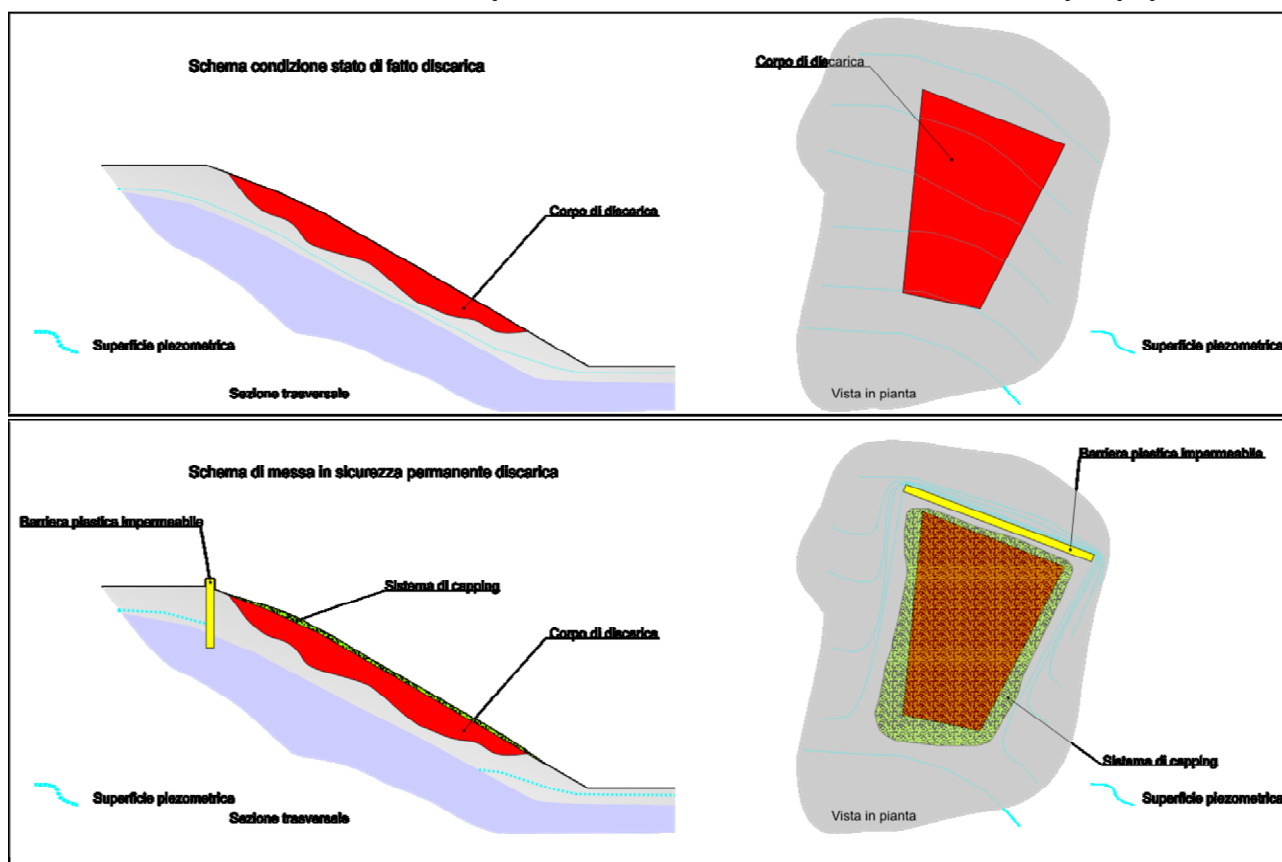 Schema condizione stato di fatto discarica
Corpo di discarica
Corpo di discarica
Superficie piezometrica
Superficie piezometrica
Sezione trasversale
Vista in pianta
Schema di messa in sicurezza permanente discarica
Barriera plastica impermeabile
Barriera plastica impermeabile
Sistema di capping
Corpo di discarica
Sistema di capping
Superficie piezometrica
Superficie piezometrica
Sezione trasversale
Vista in pianta